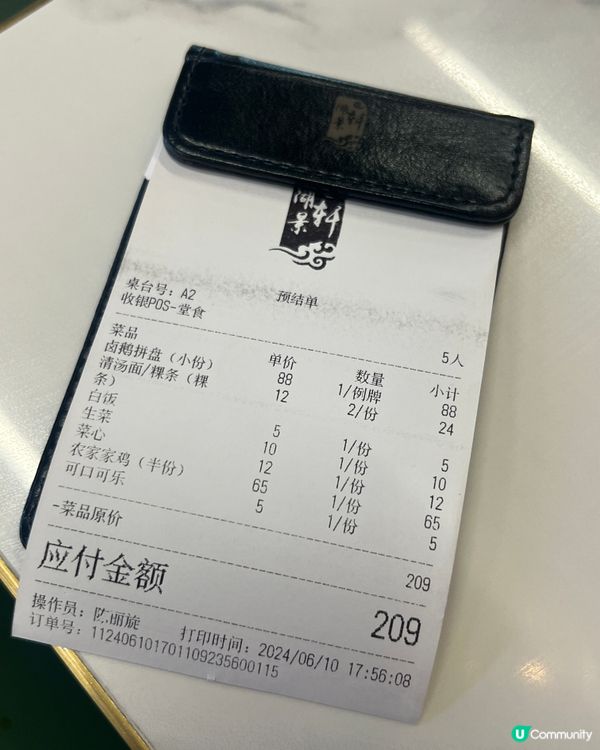 湖景轩
预结单
桌台号：A2
收银POS-堂食
5人
菜品 单价 数量 小计
卤鹅拼盘（小份） 88 1/例牌 88
清汤面/粿条（粿条） 12 2/份 24
白饭 5 1/份 5
生菜 10 1/份 10
菜心 12 1/份 12
农家家鸡（半份） 65 1/份 65
可口可乐 5 1/份 5
-菜品原价 209
应付金额 209
操作员：陈丽旋 打印时间：2024/06/10 17:56:08
订单号：112406101701109235600115
U Community